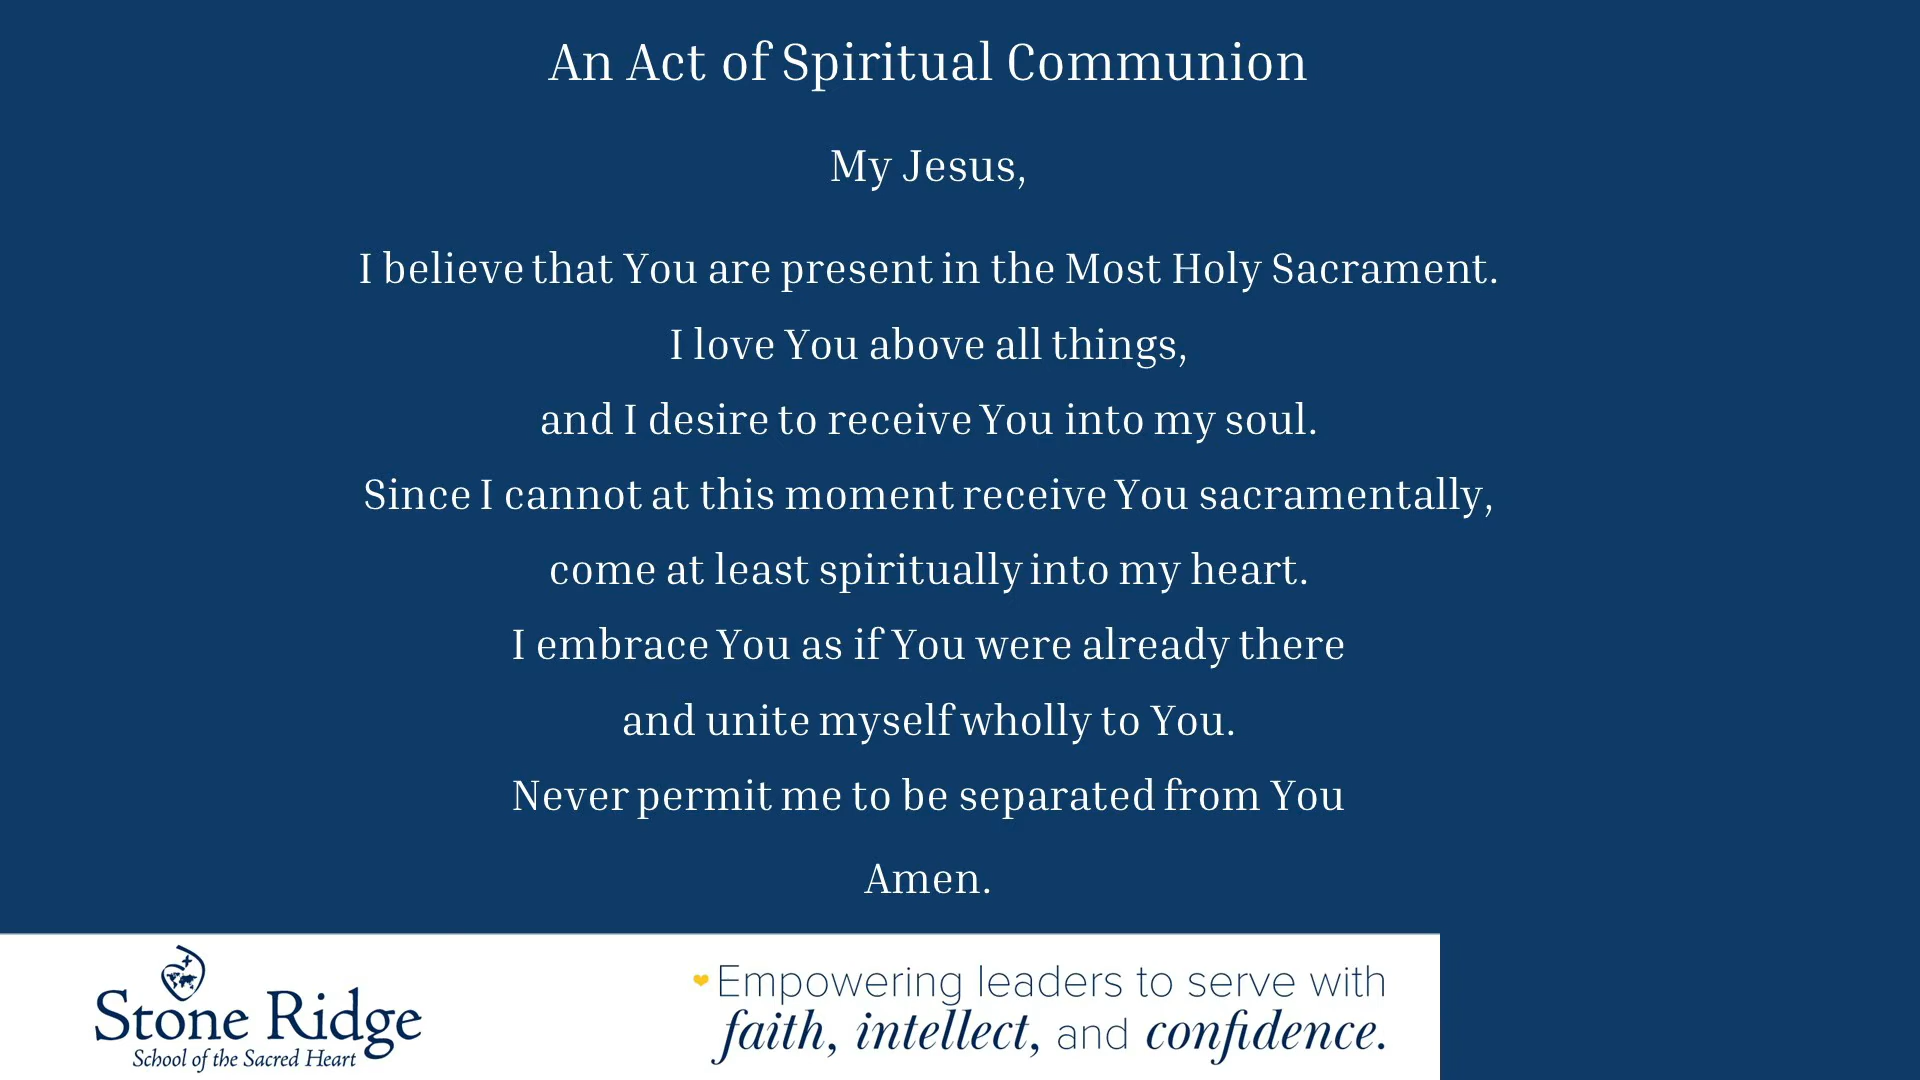 An Act of Spiritual Communion
My Jesus,
I believe that You are present in the Most Holy Sacrament.
I love You above all things,
and I desire to receive You into my soul.
Since I cannot at this moment receive You sacramentally,
come at least spiritually into my heart.
I embrace You as if You were already there
and unite myself wholly to You.
Never permit me to be separated from You
Amen.
Stone Ridge
School of the Sacred Heart
Empowering leaders to serve with
faith, intellect, and confidence.